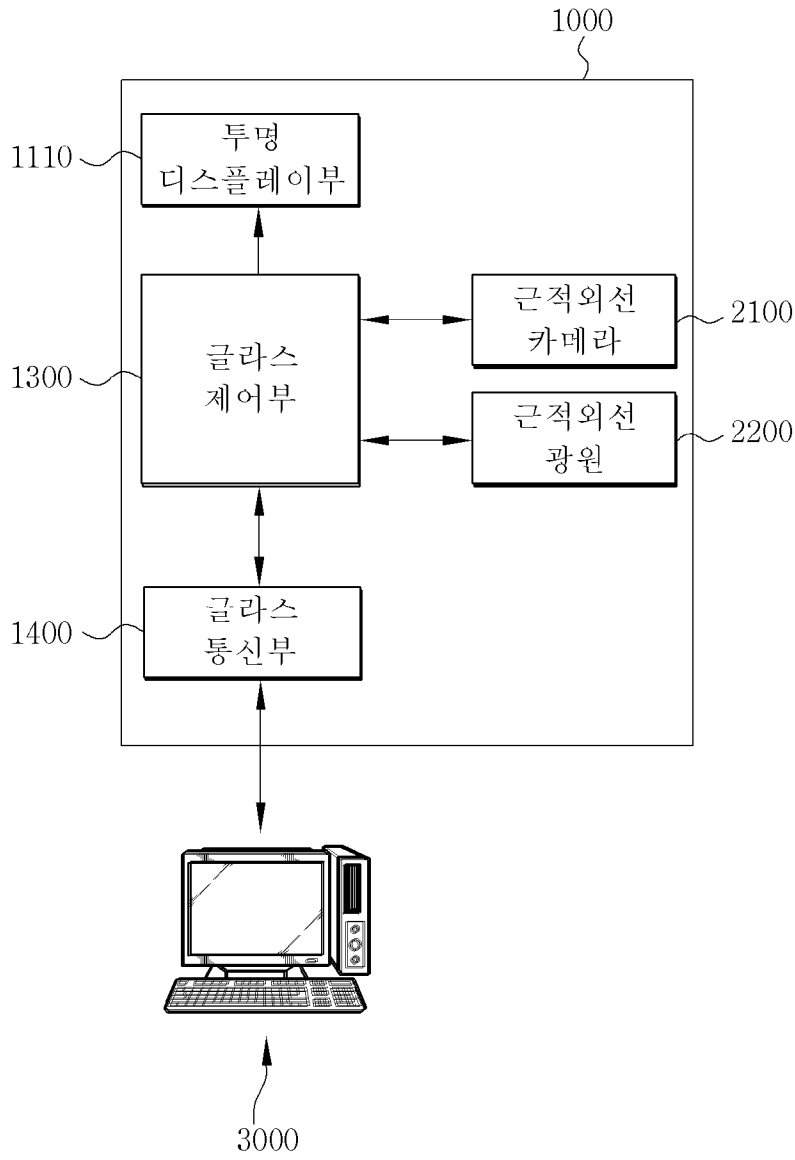 1000
1110
투명
디스플레이부
1300
글라스
제어부
근적외선
카메라
2100
근적외선
광원
2200
1400
글라스
통신부
3000